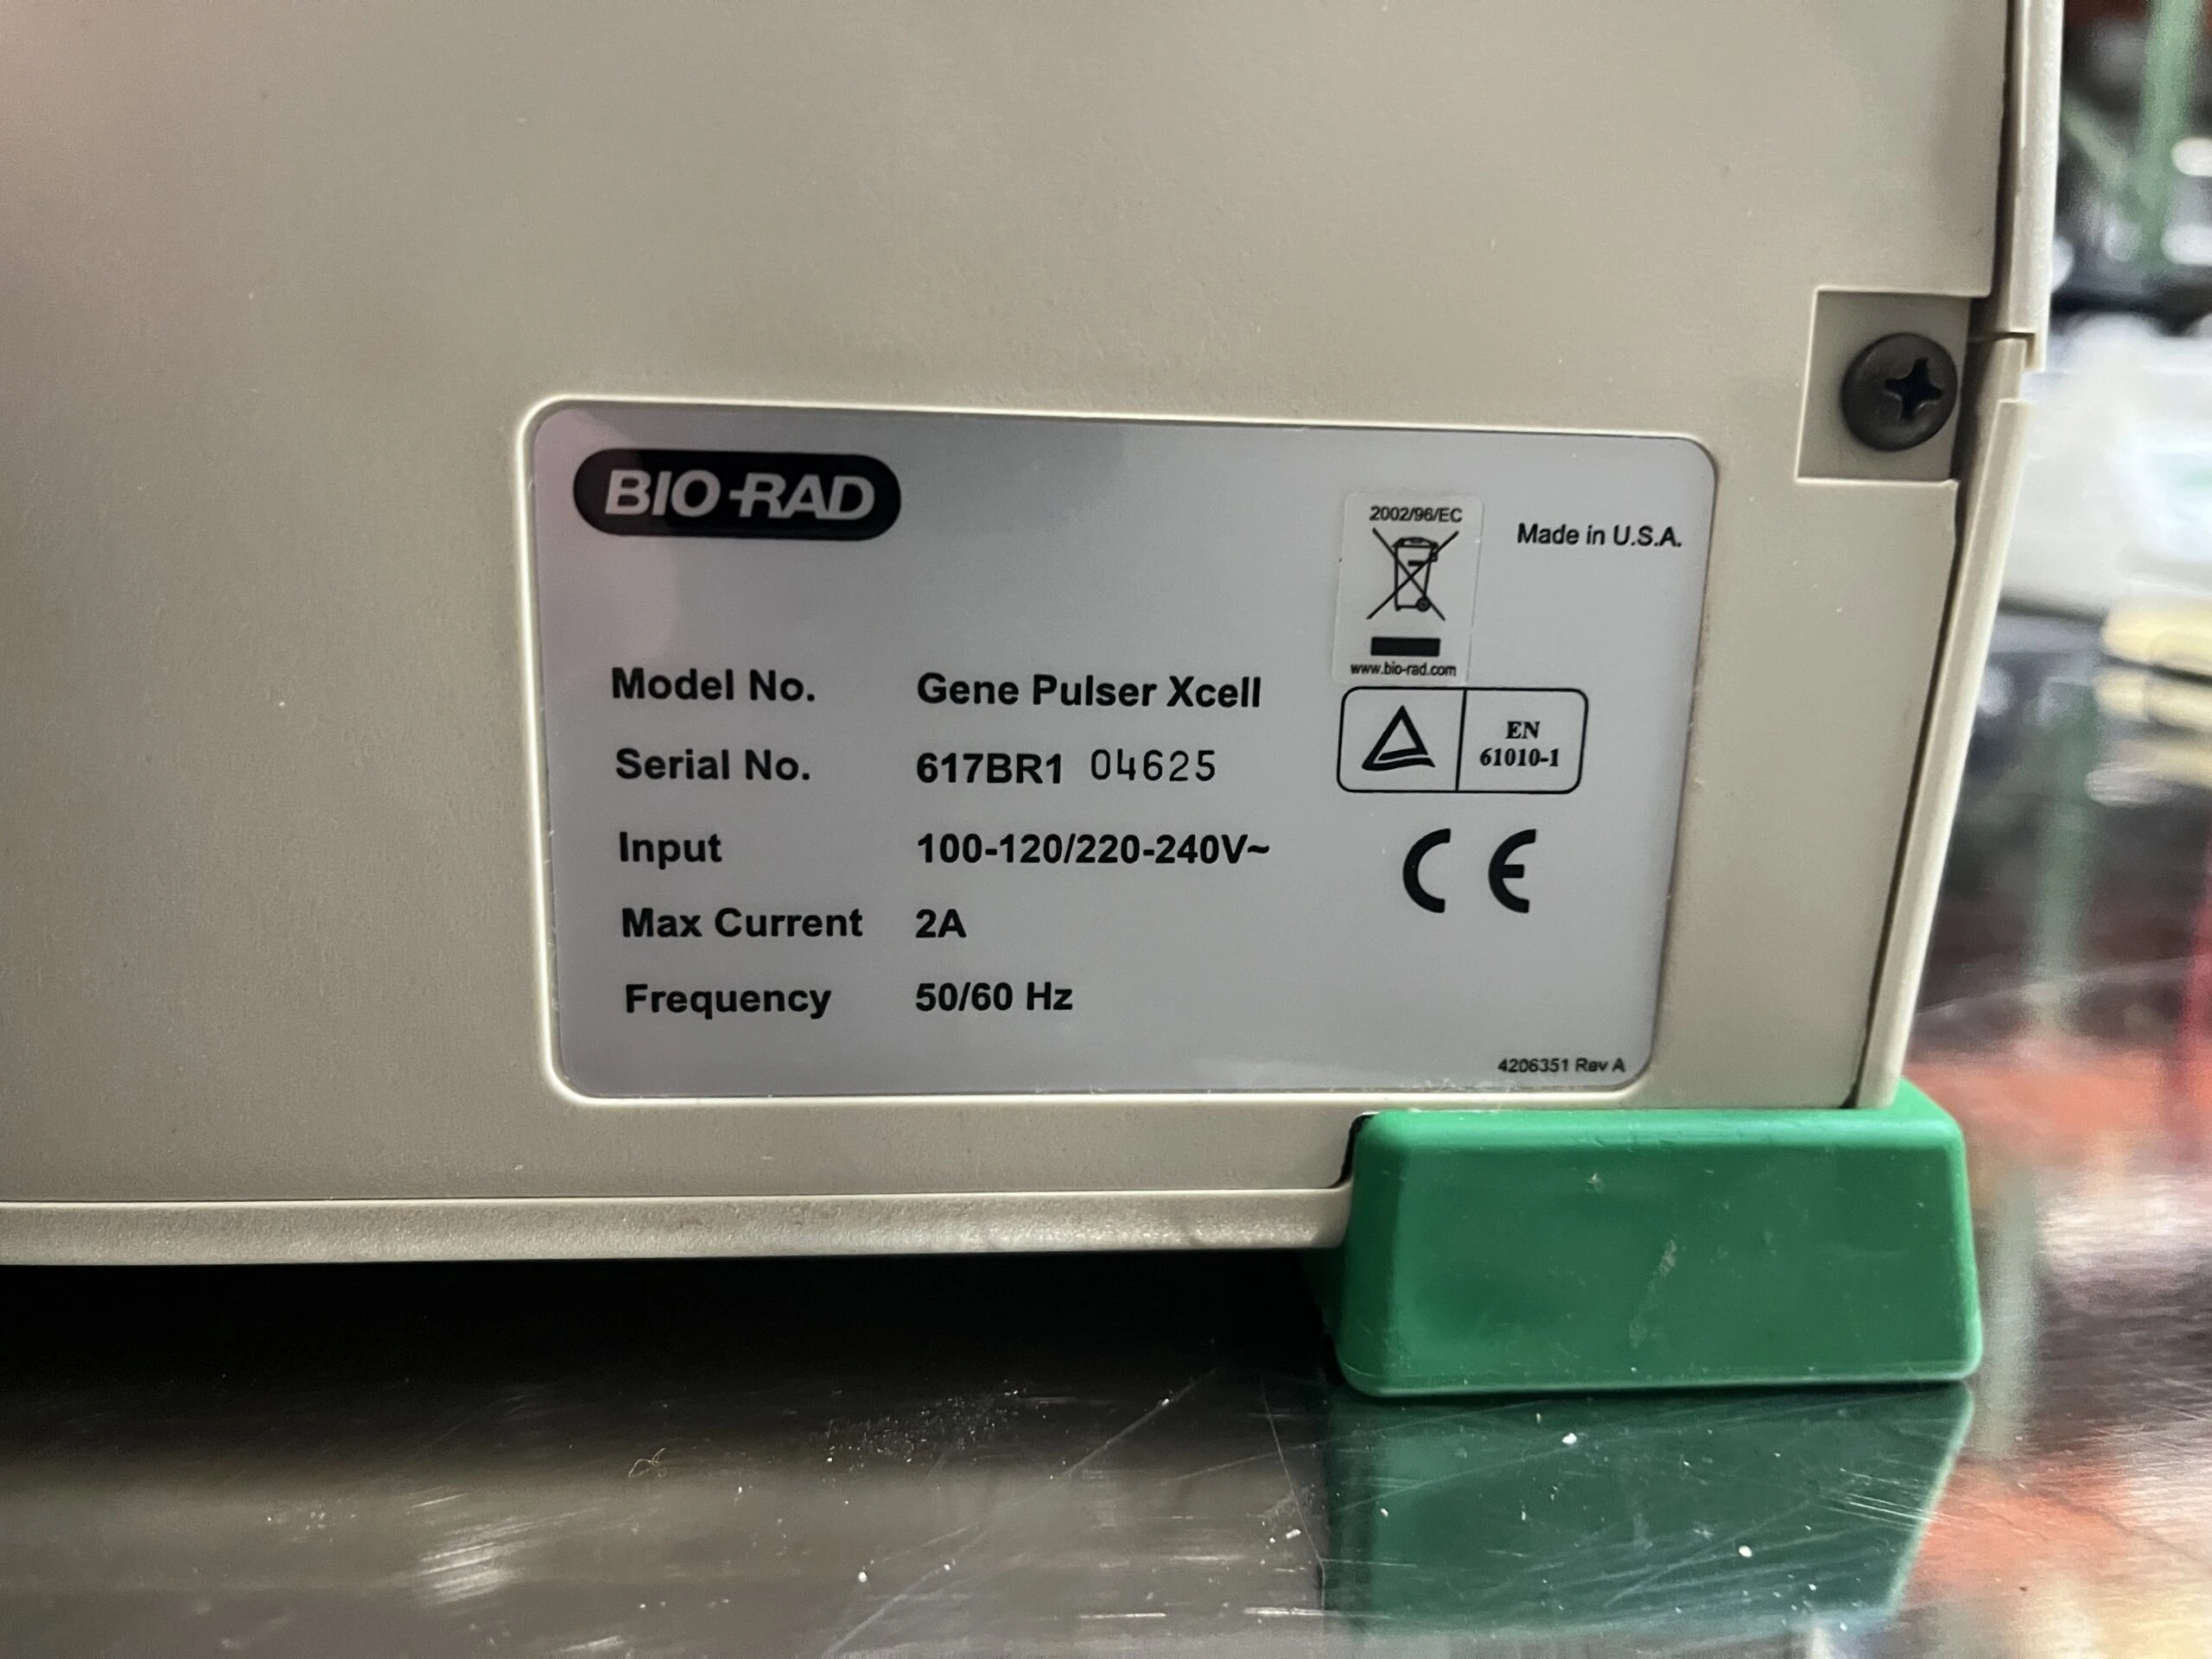 BIO-RAD
2002/96/EC
Made in U.S.A.
www.bio-rad.com
Model No. Gene Pulser Xcell
Serial No. 617BR1 04625
EN
61010-1
Input 100-120/220-240V~
CE
Max Current 2A
Frequency 50/60 Hz
4206351 Rev A